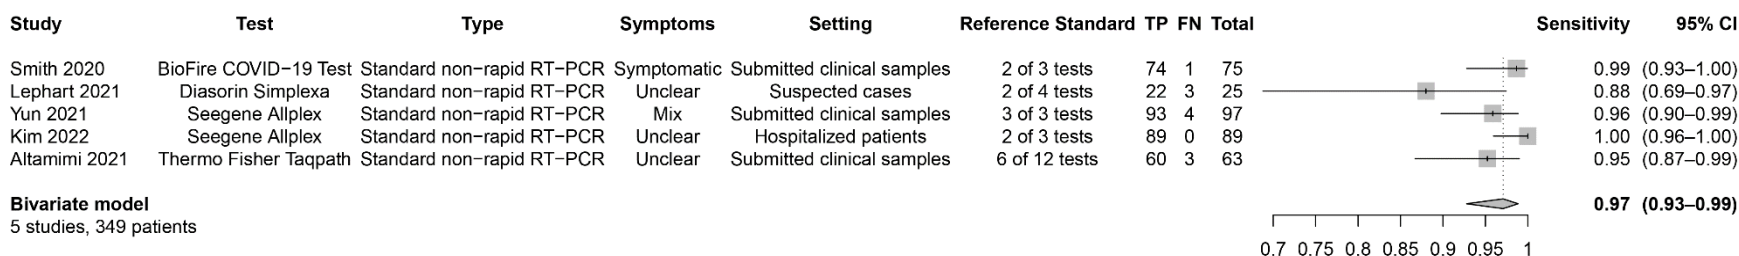 Study Test Type Symptoms Setting Reference Standard TP FN Total Sensitivity 95% CI
Smith 2020 BioFire COVID−19 Test Standard non−rapid RT−PCR Symptomatic Submitted clinical samples 2 of 3 tests 74 1 75 0.99 (0.93–1.00)
Lephart 2021 Diasorin Simplexa Standard non−rapid RT−PCR Unclear Suspected cases 2 of 4 tests 22 3 25 0.88 (0.69–0.97)
Yun 2021 Seegene Allplex Standard non−rapid RT−PCR Mix Submitted clinical samples 3 of 3 tests 93 4 97 0.96 (0.90–0.99)
Kim 2022 Seegene Allplex Standard non−rapid RT−PCR Unclear Hospitalized patients 2 of 3 tests 89 0 89 1.00 (0.96–1.00)
Altamimi 2021 Thermo Fisher Taqpath Standard non−rapid RT−PCR Unclear Submitted clinical samples 6 of 12 tests 60 3 63 0.95 (0.87–0.99)
Bivariate model 0.97 (0.93–0.99)
5 studies, 349 patients
0.7 0.75 0.8 0.85 0.9 0.95 1